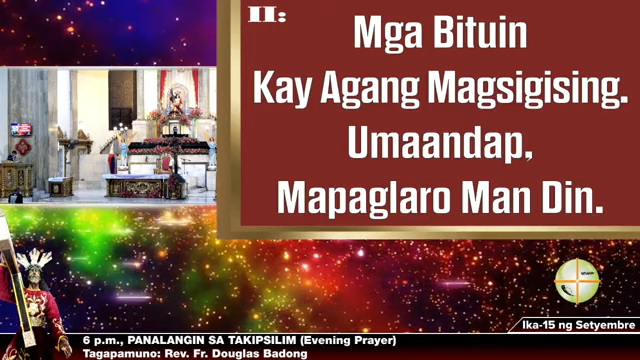 II:
Mga Bituin
Kay Agang Magsigising.
Umaandap,
Mapaglaro Man Din.
Ika-15 ng Setyembre
6 p.m., PANALANGIN SA TAKIPSILIM (Evening Prayer)
Tagapamuno: Rev. Fr. Douglas Badong